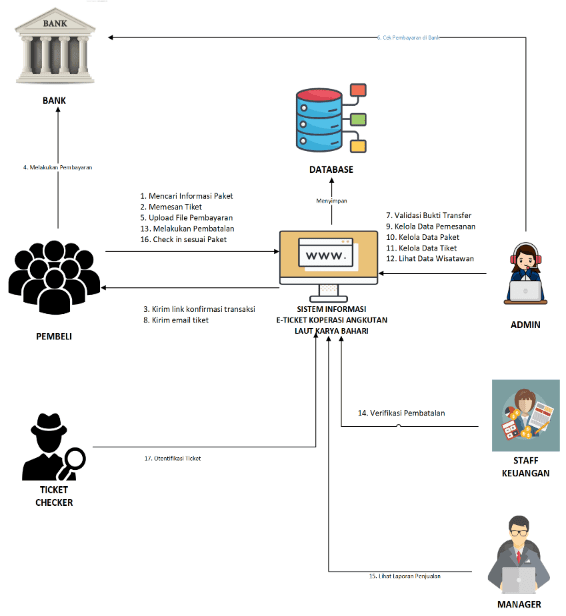 BANK
6. Cek Pembayaran di Bank
BANK
DATABASE
4. Melakukan Pembayaran
1. Mencari Informasi Paket
2. Memesan Tiket
5. Upload File Pembayaran
13. Melakukan Pembatalan
16. Check in sesuai Paket
Menyimpan
7. Validasi Bukti Transfer
9. Kelola Data Pemesanan
10. Kelola Data Paket
11. Kelola Data Tiket
12. Lihat Data Wisatawan
WWW.
3. Kirim link konfirmasi transaksi
8. Kirim email tiket
PEMBELI
SISTEM INFORMASI
E-TICKET KOPERASI ANGKUTAN
LAUT KARYA BAHARI
ADMIN
14. Verifikasi Pembatalan
17. Otentifikasi Ticket
STAFF
KEUANGAN
TICKET
CHECKER
15. Lihat Laporan Penjualan
MANAGER